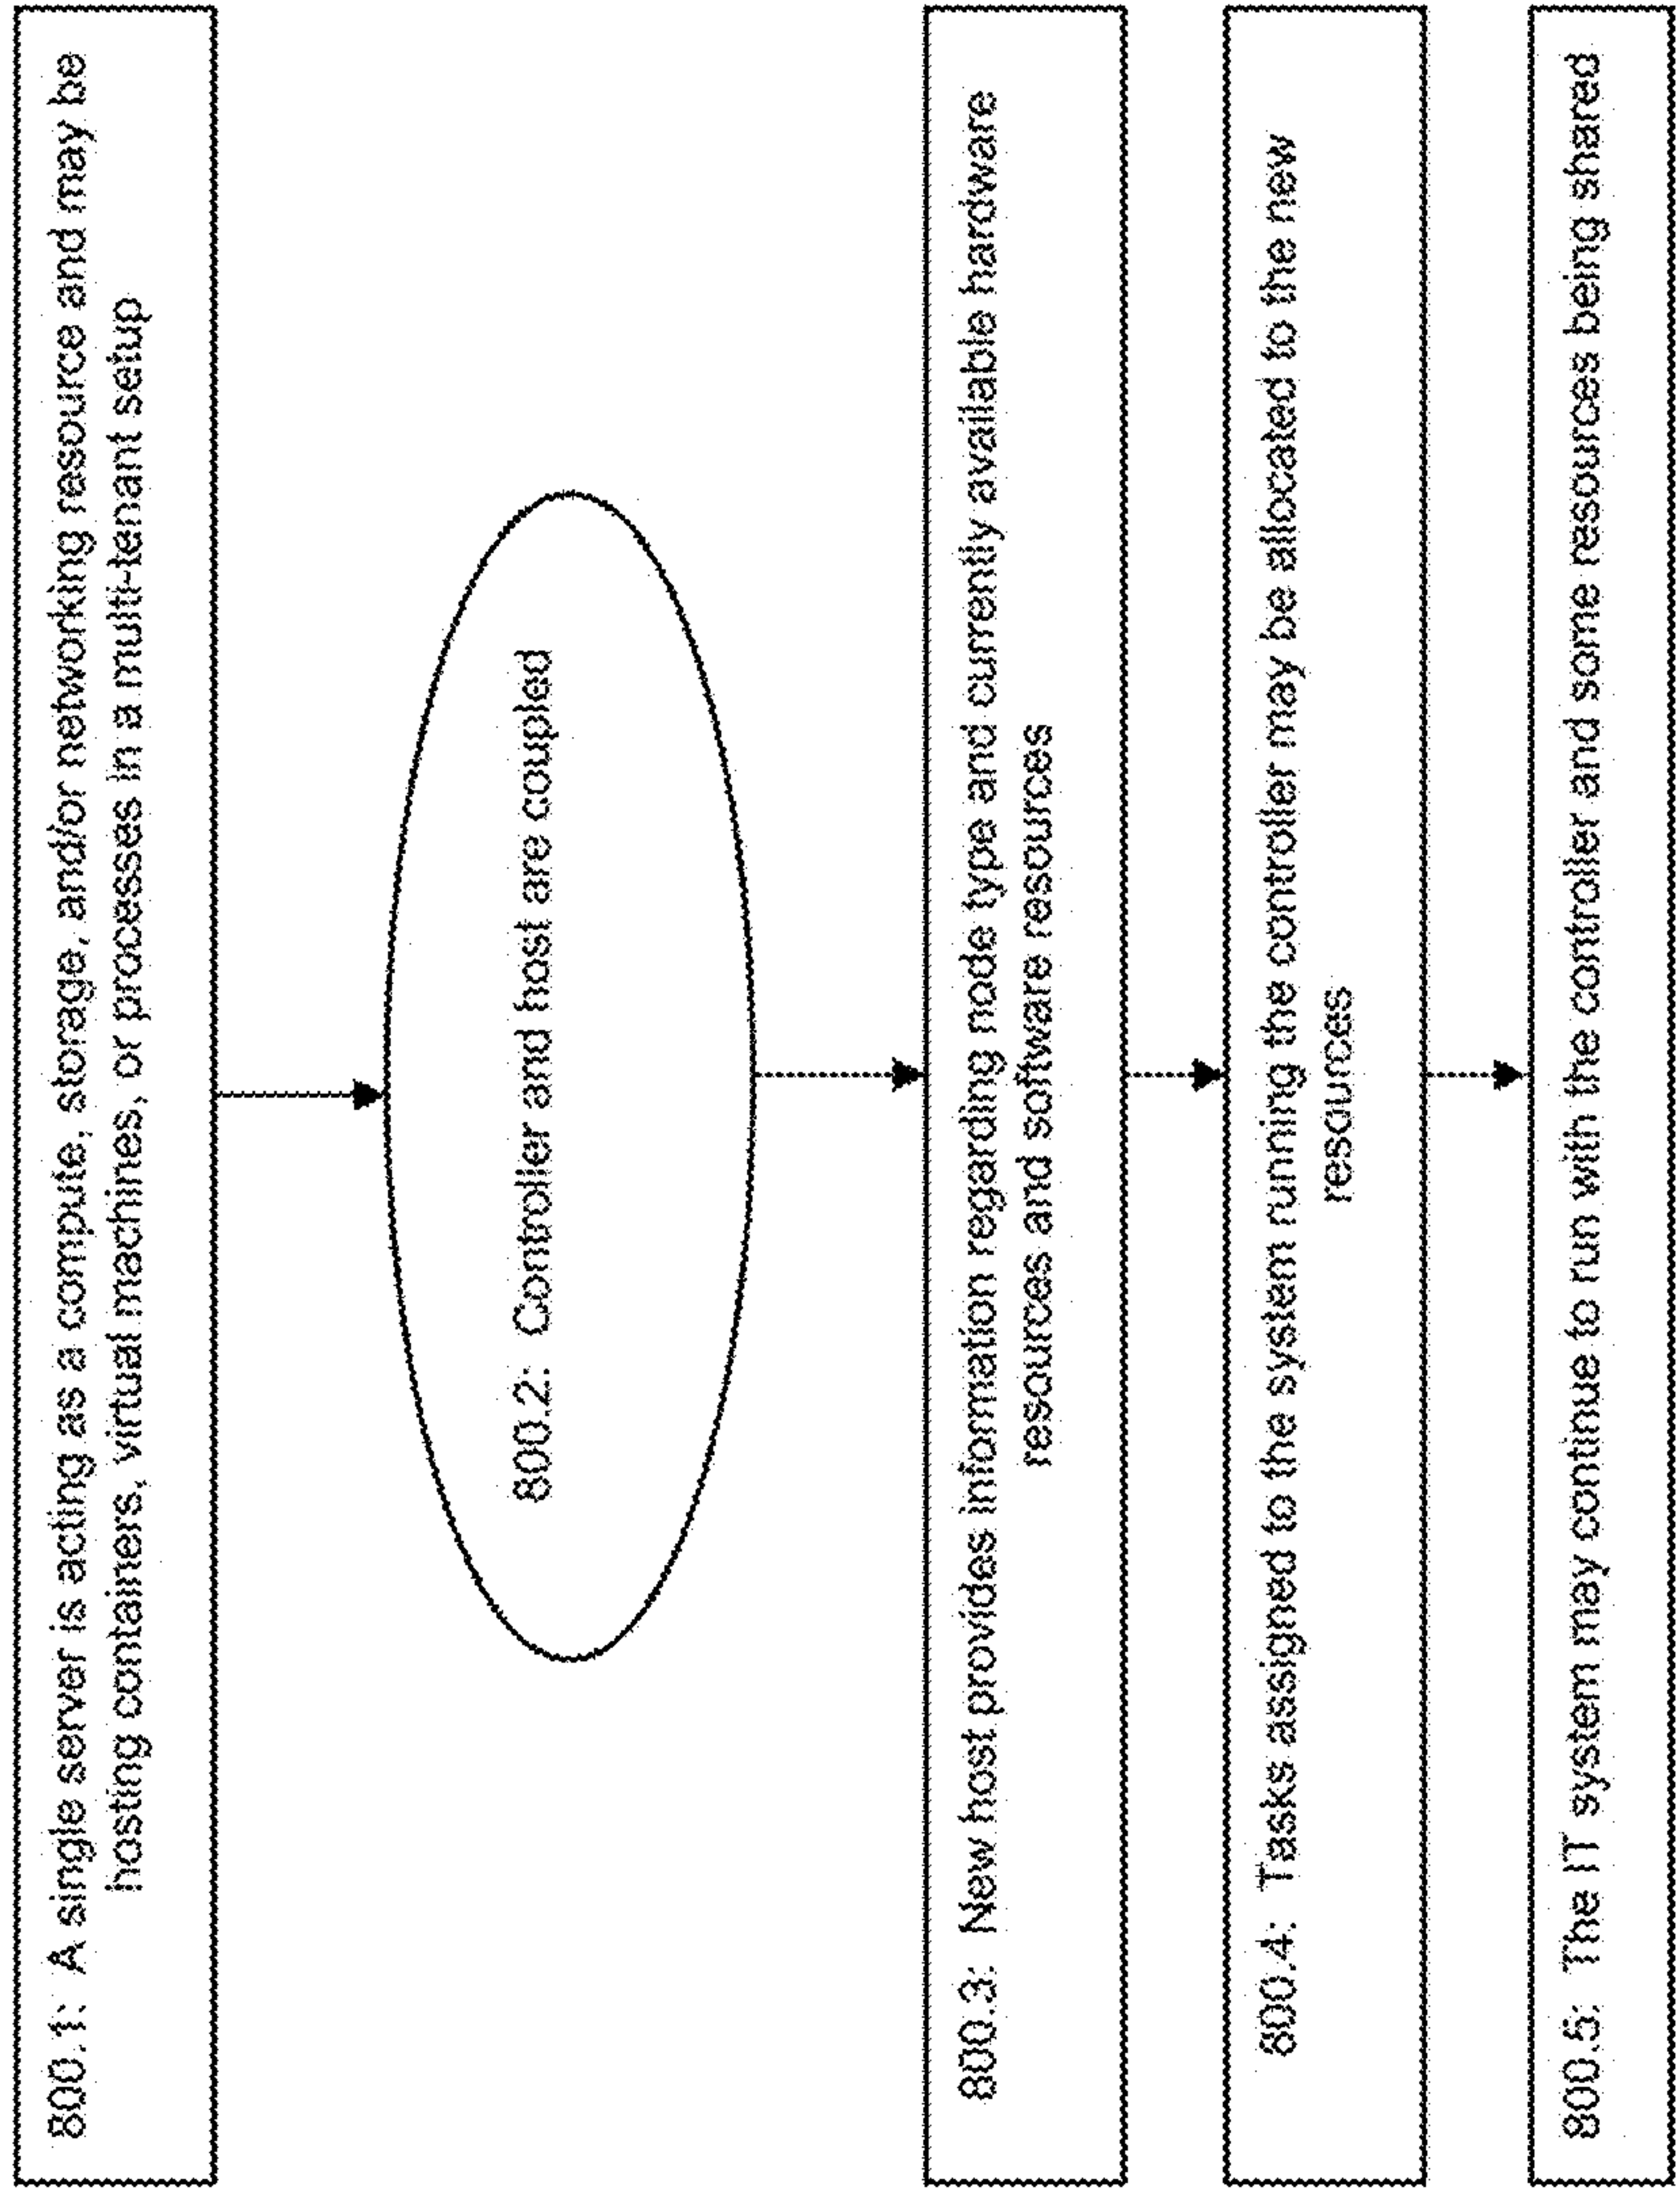 800.1: A single server is acting as a compute, storage, and/or networking resource and may be
hosting containers, virtual machines, or processes in a multi-tenant setup
800.2: Controller and host are coupled
800.3: New host provides information regarding node type and currently available hardware
resources and software resources
800.4: Tasks assigned to the system running the controller may be allocated to the new
resources
800.5: The IT system may continue to run with the controller and some resources being shared